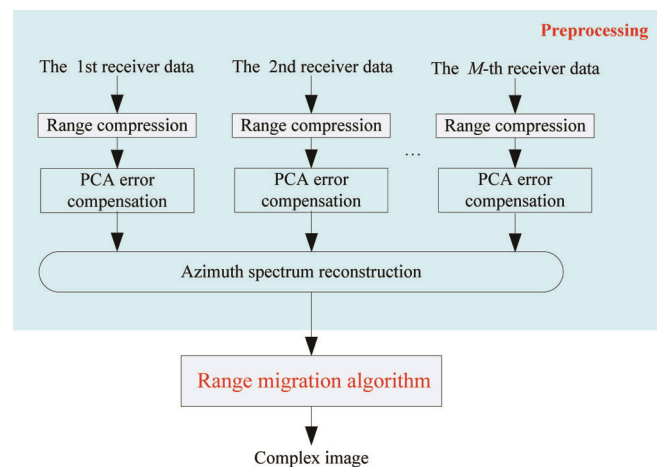 Preprocessing
The 1st receiver data
The 2nd receiver data
The M-th receiver data
Range compression
Range compression
Range compression
...
PCA error
compensation
PCA error
compensation
PCA error
compensation
Azimuth spectrum reconstruction
Range migration algorithm
Complex image